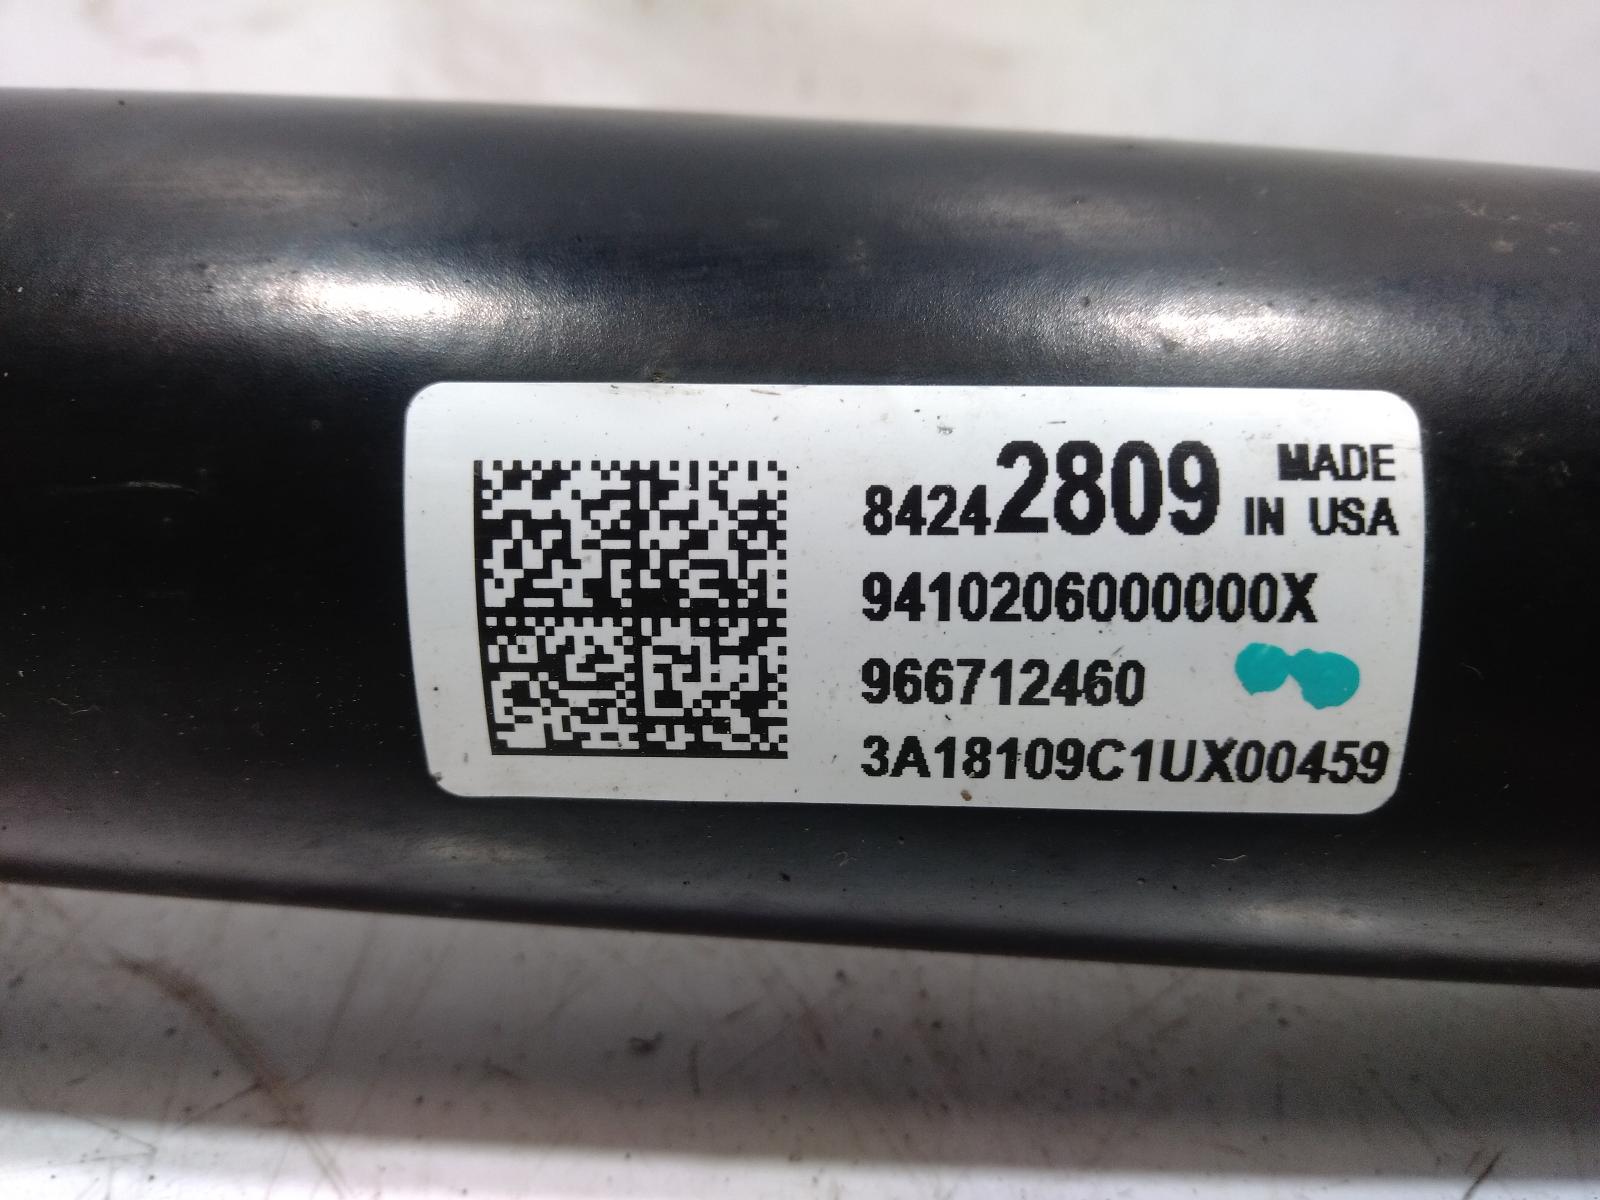 84242809 MADE
IN USA
9410206000000X
966712460
3A18109C1UX00459